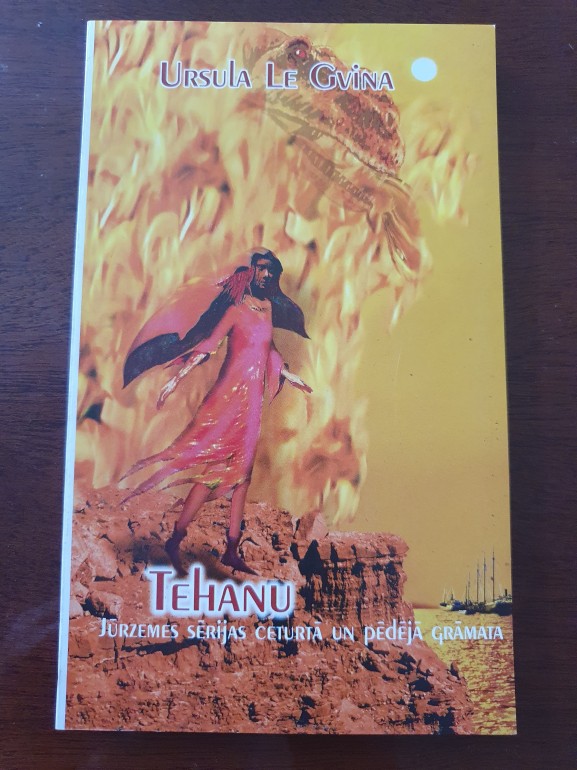 Ursula Le Gvina
Tehanu
Jūrzemes sērijas ceturtā un pēdējā grāmata